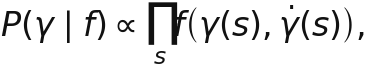 P(γ | f) ∝ ∏_s f(γ(s), γ̇(s)),